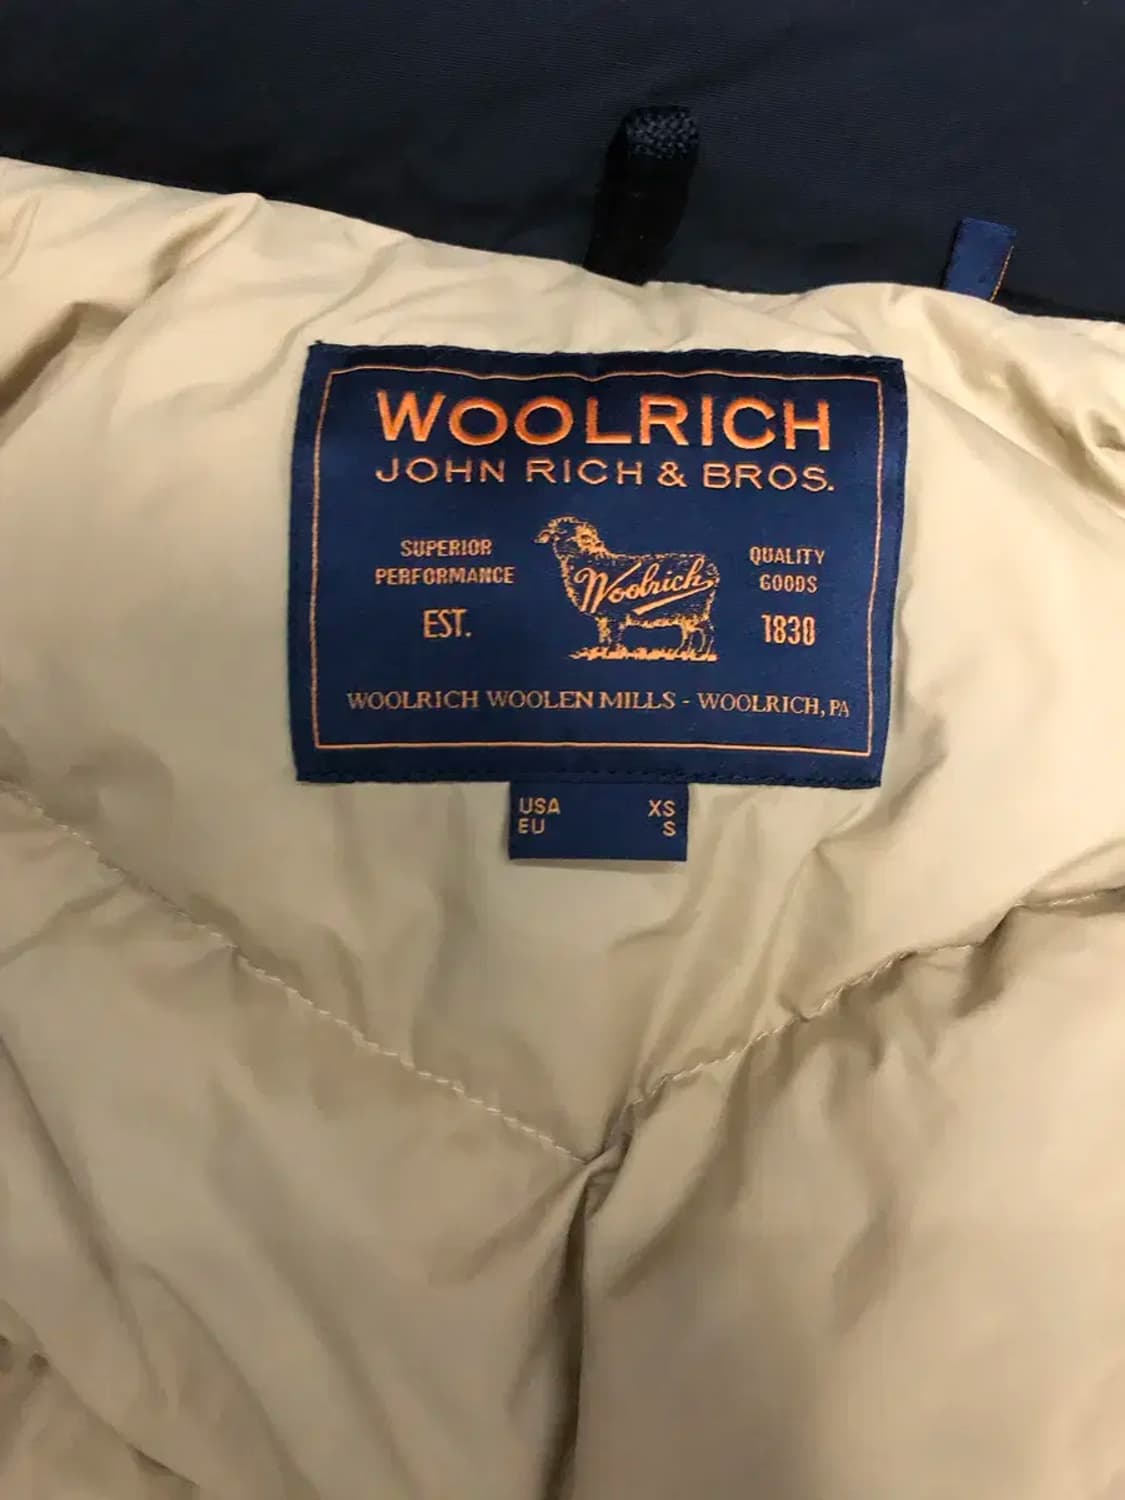 WOOLRICH
JOHN RICH & BROS.
SUPERIOR
PERFORMANCE
EST.
Woolrich
QUALITY
GOODS
1830
WOOLRICH WOOLEN MILLS - WOOLRICH, PA
USA XS
EU S